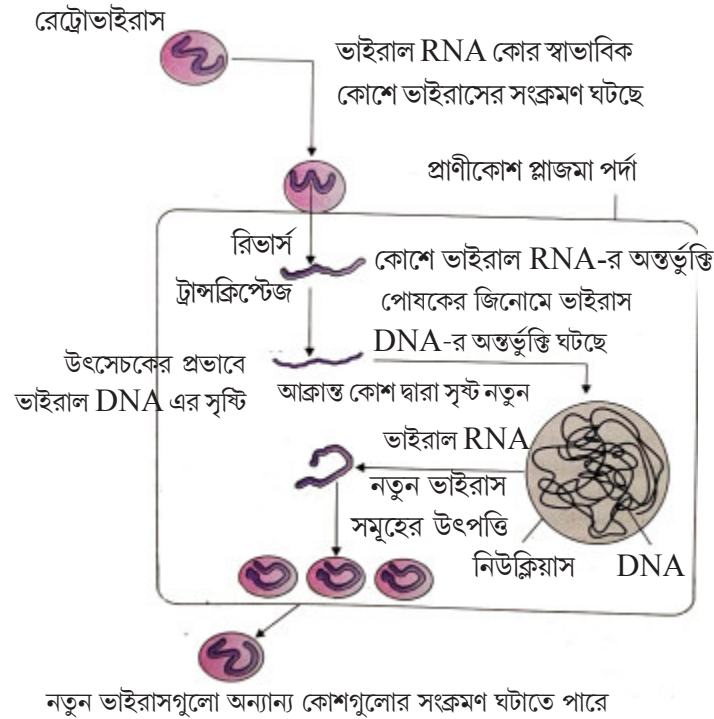 রেট্রোভাইরাস
ভাইরাল RNA কোর স্বাভাবিক
কোশে ভাইরাসের সংক্রমণ ঘটছে
প্রাণীকোশ প্লাজমা পর্দা
রিভার্স
ট্রান্সক্রিপ্টেজ
কোশে ভাইরাল RNA-র অন্তর্ভুক্তি
পোষকের জিনোমে ভাইরাস
DNA-র অন্তর্ভুক্তি ঘটছে
উৎসেচকের প্রভাবে
ভাইরাল DNA এর সৃষ্টি
আক্রান্ত কোশ দ্বারা সৃষ্ট নতুন
ভাইরাল RNA
নতুন ভাইরাস
সমূহের উৎপত্তি
নিউক্লিয়াস
DNA
নতুন ভাইরাসগুলো অন্যান্য কোশগুলোর সংক্রমণ ঘটাতে পারে